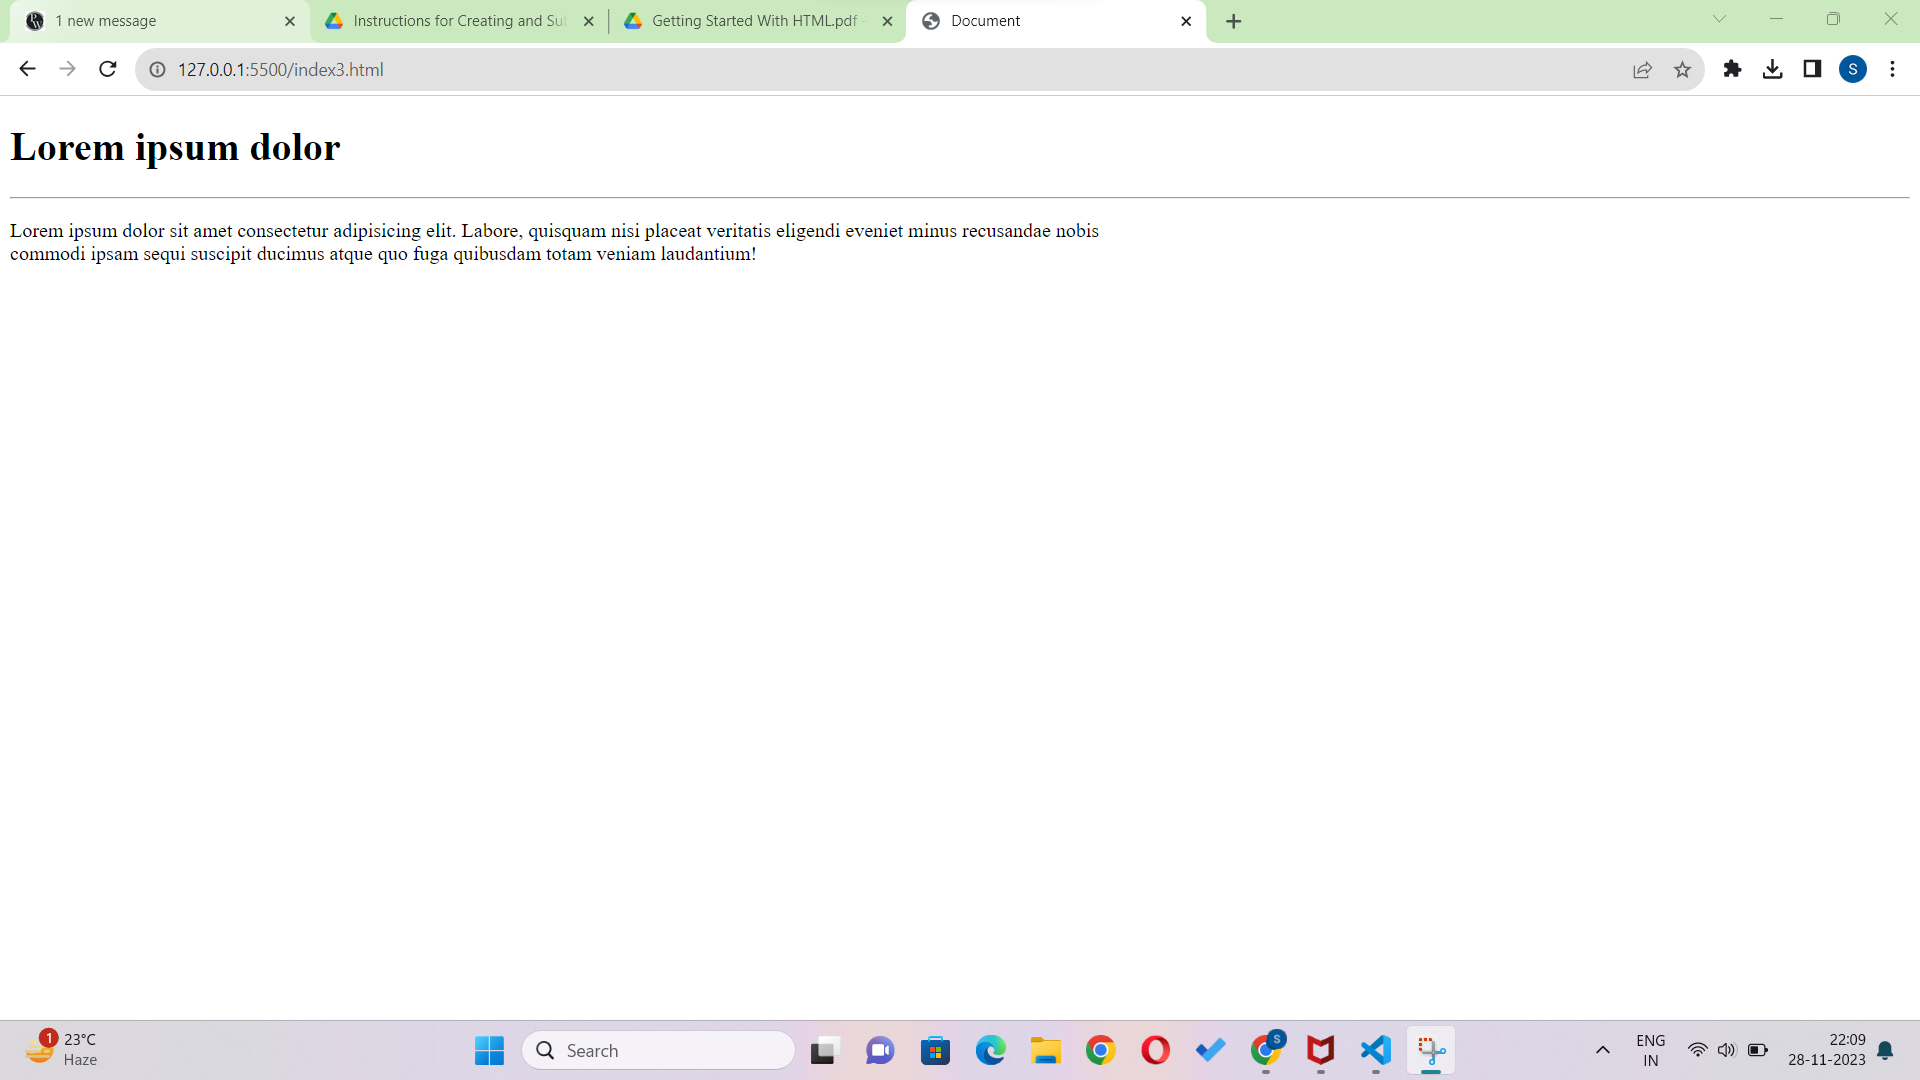 1 new message
Instructions for Creating and Su
Getting Started With HTML.pdf
Document
127.0.0.1:5500/index3.html
S
Lorem ipsum dolor
Lorem ipsum dolor sit amet consectetur adipisicing elit. Labore, quisquam nisi placeat veritatis eligendi eveniet minus recusandae nobis
commodi ipsam sequi suscipit ducimus atque quo fuga quibusdam totam veniam laudantium!
1
23°C
Haze
Search
S
ENG
IN
22:09
28-11-2023